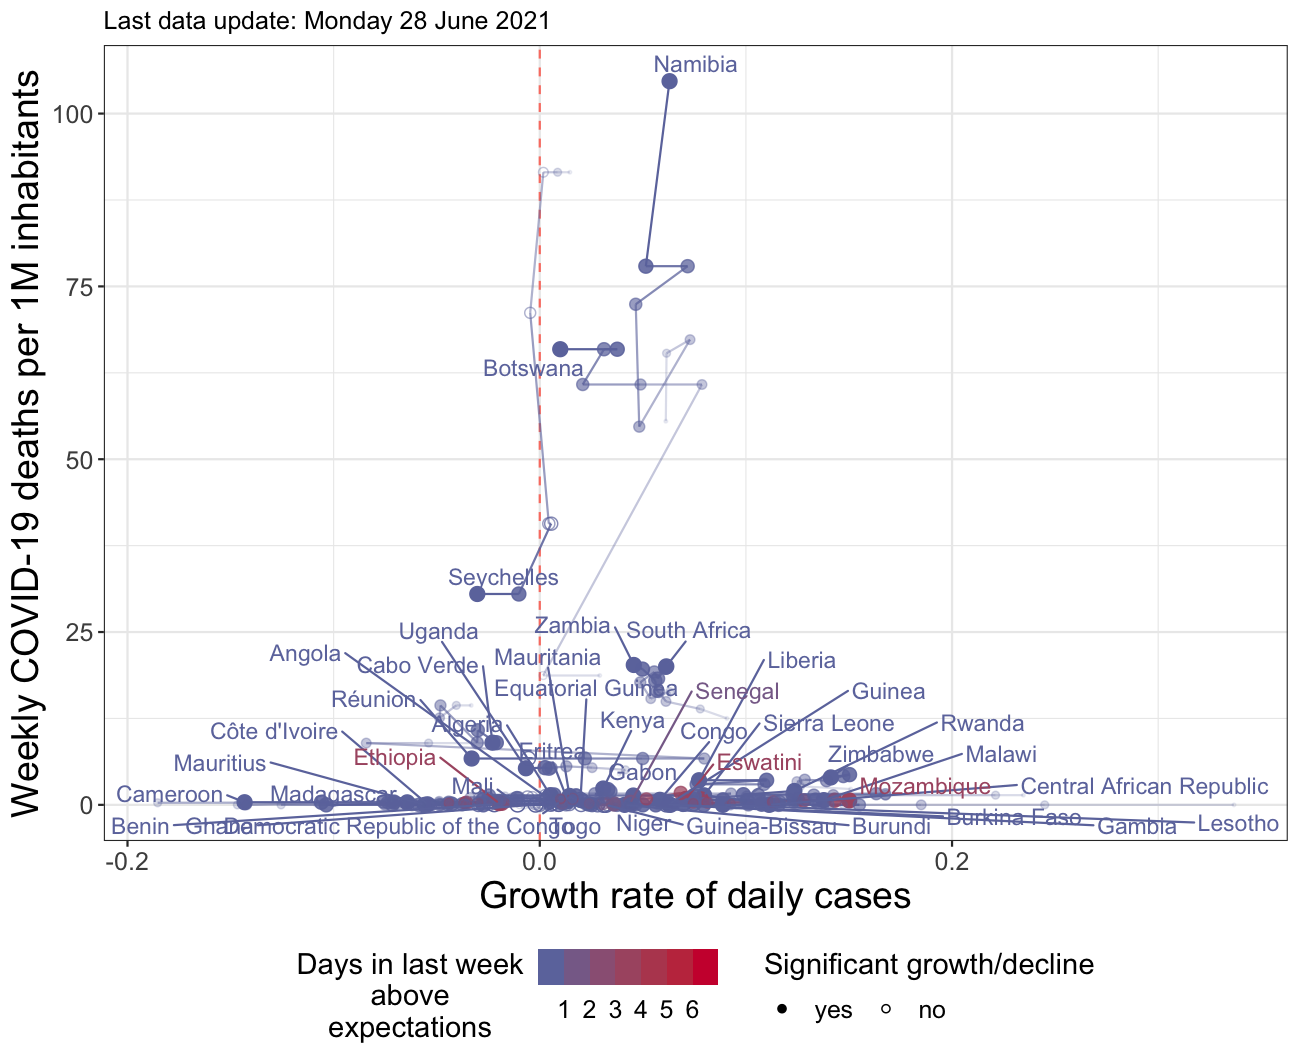 Last data update: Monday 28 June 2021
Weekly COVID-19 deaths per 1M inhabitants
100
75
50
25
0
Namibia
Botswana
Seychelles
Uganda
Zambia
South Africa
Angola
Cabo Verde
Mauritania
Liberia
Réunion
Equatorial Guinea
Senegal
Guinea
Côte d'Ivoire
Algeria
Kenya
Congo
Sierra Leone
Rwanda
Mauritius
Ethiopia
Eritrea
Gabon
Eswatini
Zimbabwe
Malawi
Cameroon
Madagascar
Mali
Mozambique
Central African Republic
Benin
Ghana
Democratic Republic of the Congo
Togo
Niger
Guinea-Bissau
Burundi
Burkina Faso
Gambia
Lesotho
-0.2
0.0
0.2
Growth rate of daily cases
Days in last week
above
expectations
1 2 3 4 5 6
Significant growth/decline
yes no